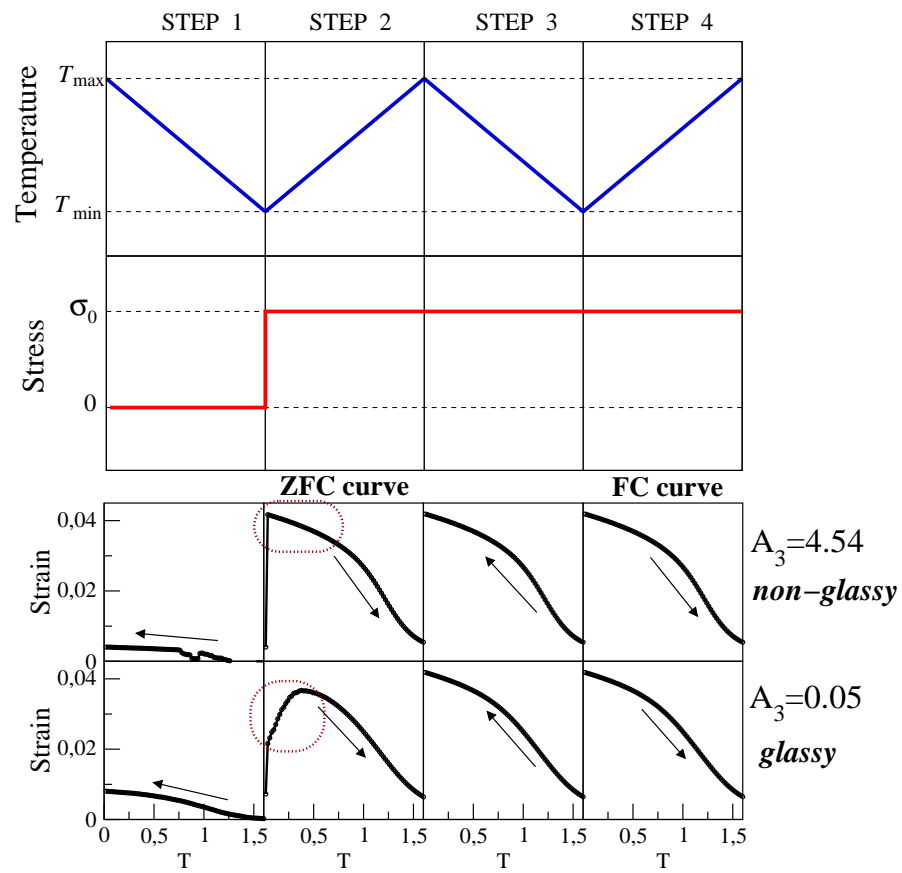 STEP 1 STEP 2 STEP 3 STEP 4
Temperature
Tmax
Tmin
Stress
σ0
0
ZFC curve FC curve
Strain
0,04
0,02
0
A3=4.54
non-glassy
Strain
0,04
0,02
0
A3=0.05
glassy
0 0,5 1 1.5 0,5 1 1.5 0,5 1 1.5 0,5 1 1.5
T T T T